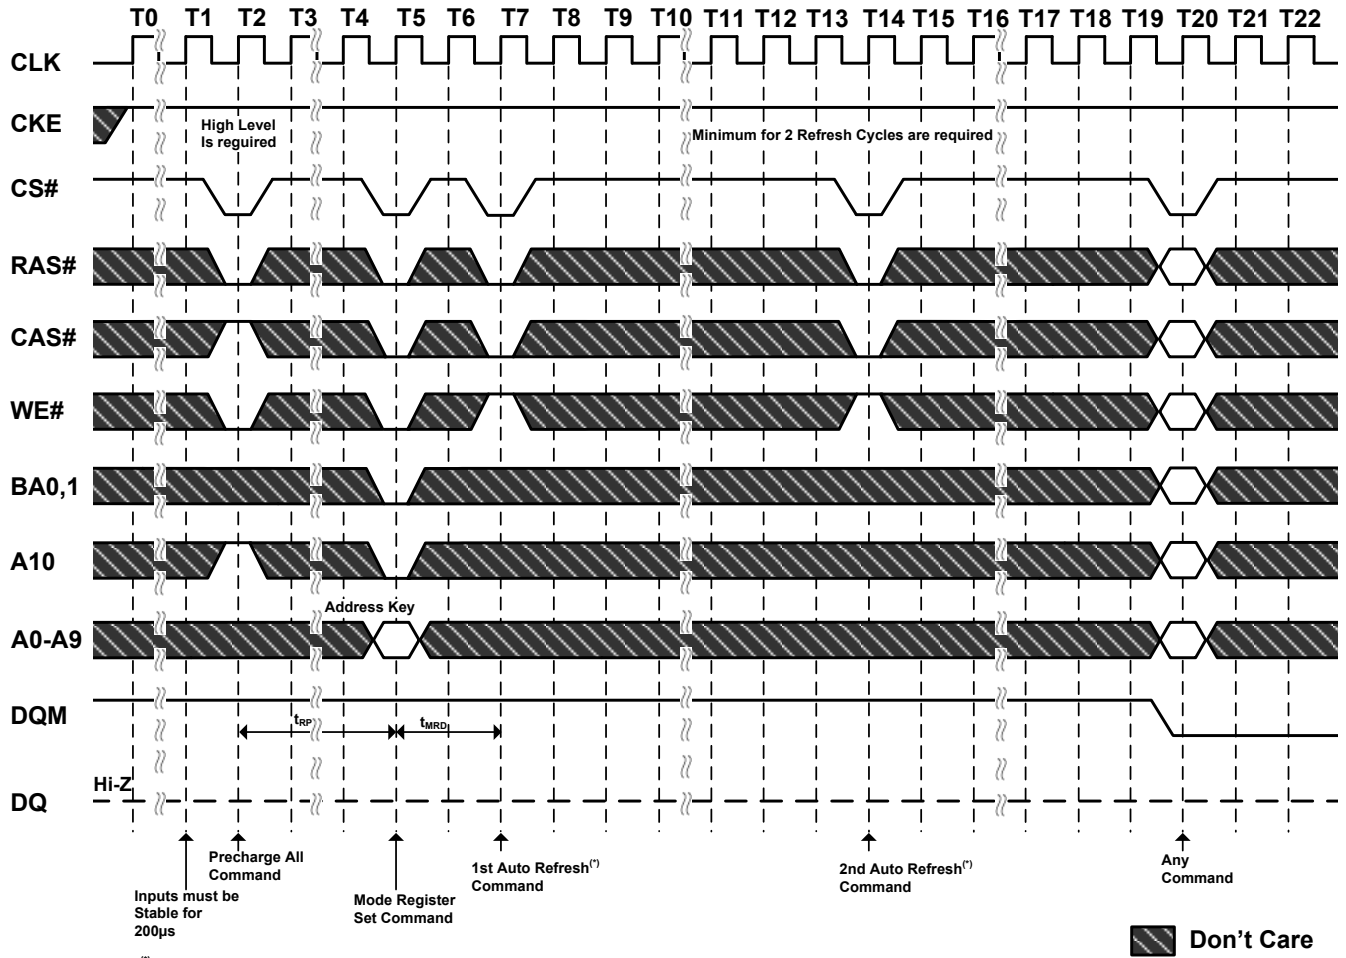 T0 T1 T2 T3 T4 T5 T6 T7 T8 T9 T10 T11 T12 T13 T14 T15 T16 T17 T18 T19 T20 T21 T22
CLK
CKE
High Level
Is reguired
Minimum for 2 Refresh Cycles are required
CS#
RAS#
CAS#
WE#
BA0,1
A10
Address Key
A0-A9
DQM
tRP
tMRD
Hi-Z
DQ
Precharge All
Command
1st Auto Refresh(*)
Command
2nd Auto Refresh(*)
Command
Any
Command
Inputs must be
Stable for
200µs
Mode Register
Set Command
Don't Care